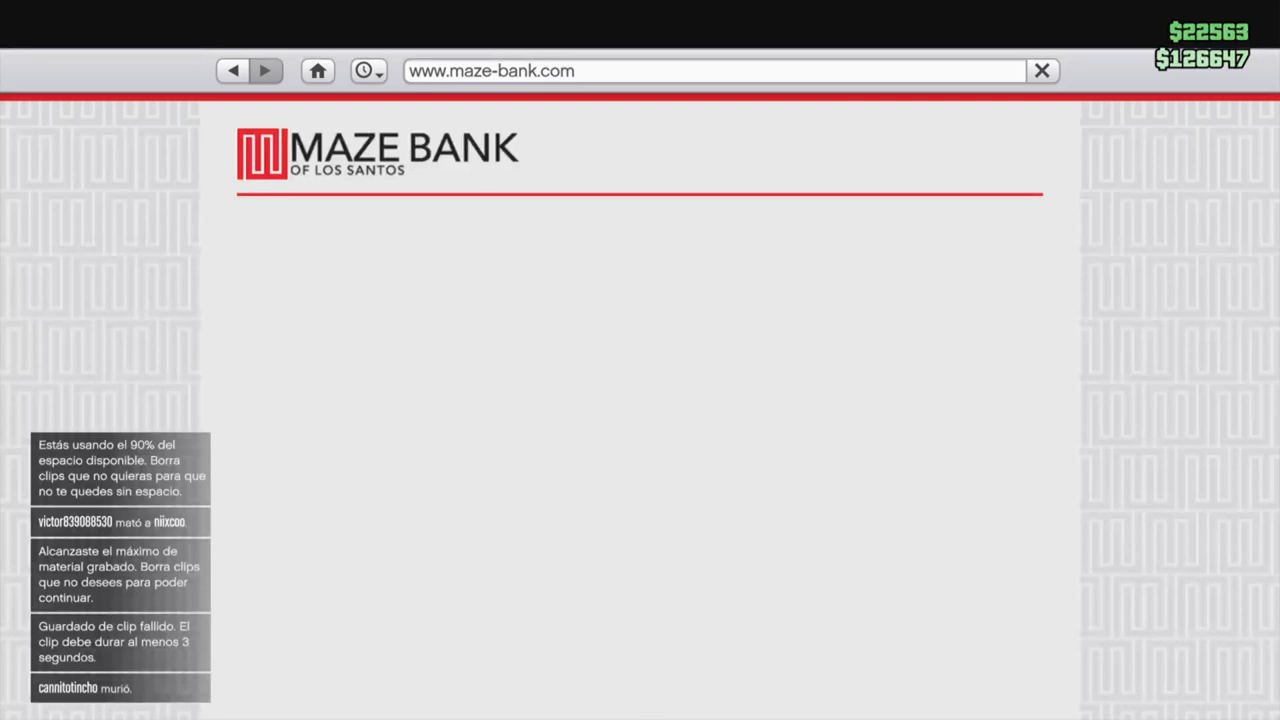 $22563
$126647
www.maze-bank.com
MAZE BANK
OF LOS SANTOS
Estás usando el 90% del
espacio disponible. Borra
clips que no quieras para que
no te quedes sin espacio.
victor839088530 mató a niixcoo.
Alcanzaste el máximo de
material grabado. Borra clips
que no desees para poder
continuar.
Guardado de clip fallido. El
clip debe durar al menos 3
segundos.
cannitotincho murió.